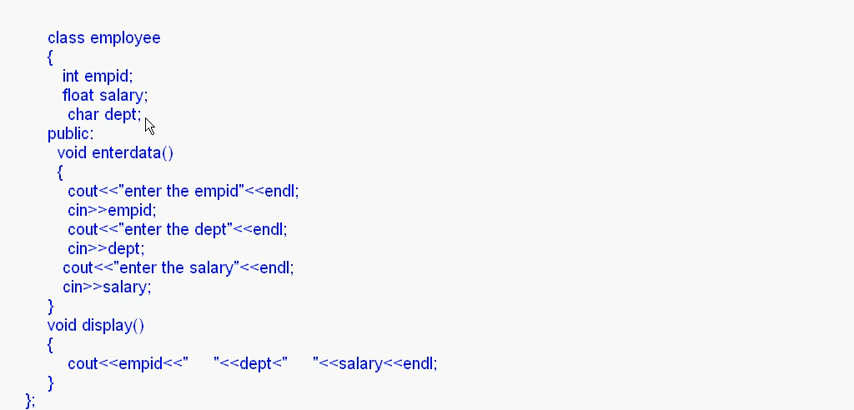 class employee
{
int empid;
float salary;
char dept;
public:
void enterdata()
{
cout<<"enter the empid"<<endl;
cin>>empid;
cout<<"enter the dept"<<endl;
cin>>dept;
cout<<"enter the salary"<<endl;
cin>>salary;
}
void display()
{
cout<<empid<<"      "<<dept<"      "<<salary<<endl;
}
};